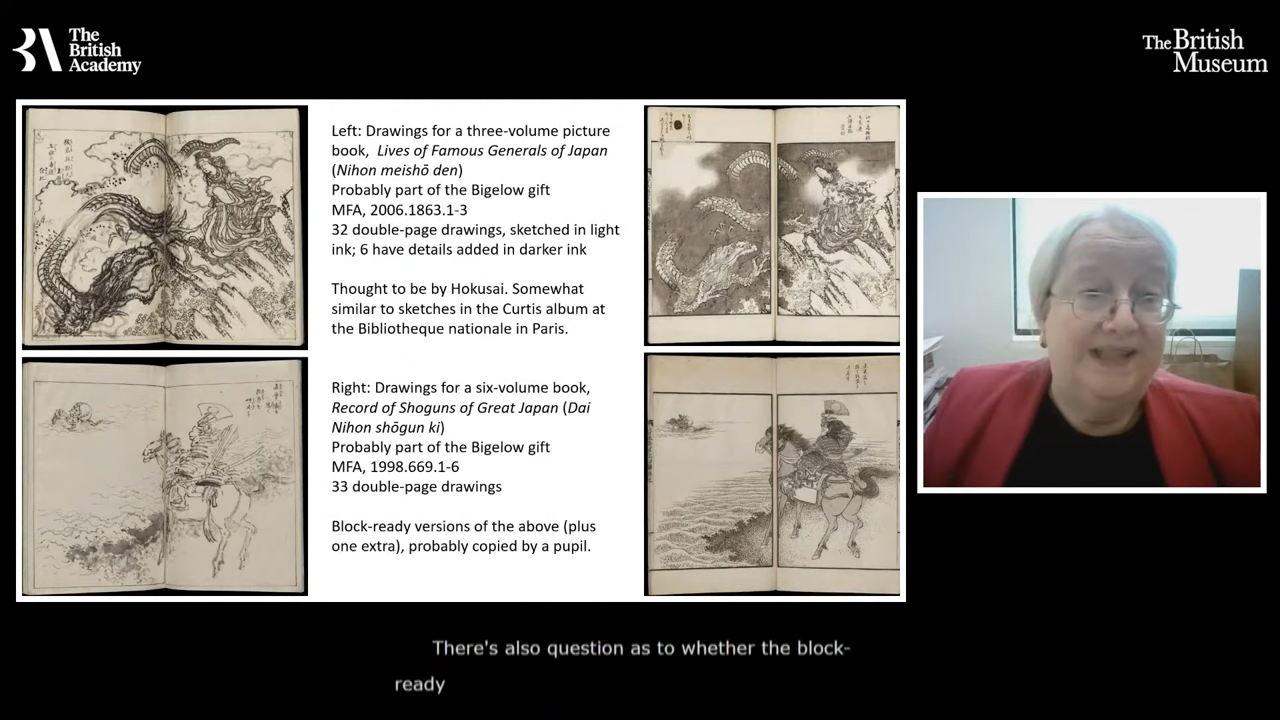 The
British
Academy
The British
Museum
Left: Drawings for a three-volume picture
book, Lives of Famous Generals of Japan
(Nihon meishō den)
Probably part of the Bigelow gift
MFA, 2006.1863.1-3
32 double-page drawings, sketched in light
ink; 6 have details added in darker ink
Thought to be by Hokusai. Somewhat
similar to sketches in the Curtis album at
the Bibliotheque nationale in Paris.
Right: Drawings for a six-volume book,
Record of Shoguns of Great Japan (Dai
Nihon shōgun ki)
Probably part of the Bigelow gift
MFA, 1998.669.1-6
33 double-page drawings
Block-ready versions of the above (plus
one extra), probably copied by a pupil.
There's also question as to whether the block-
ready